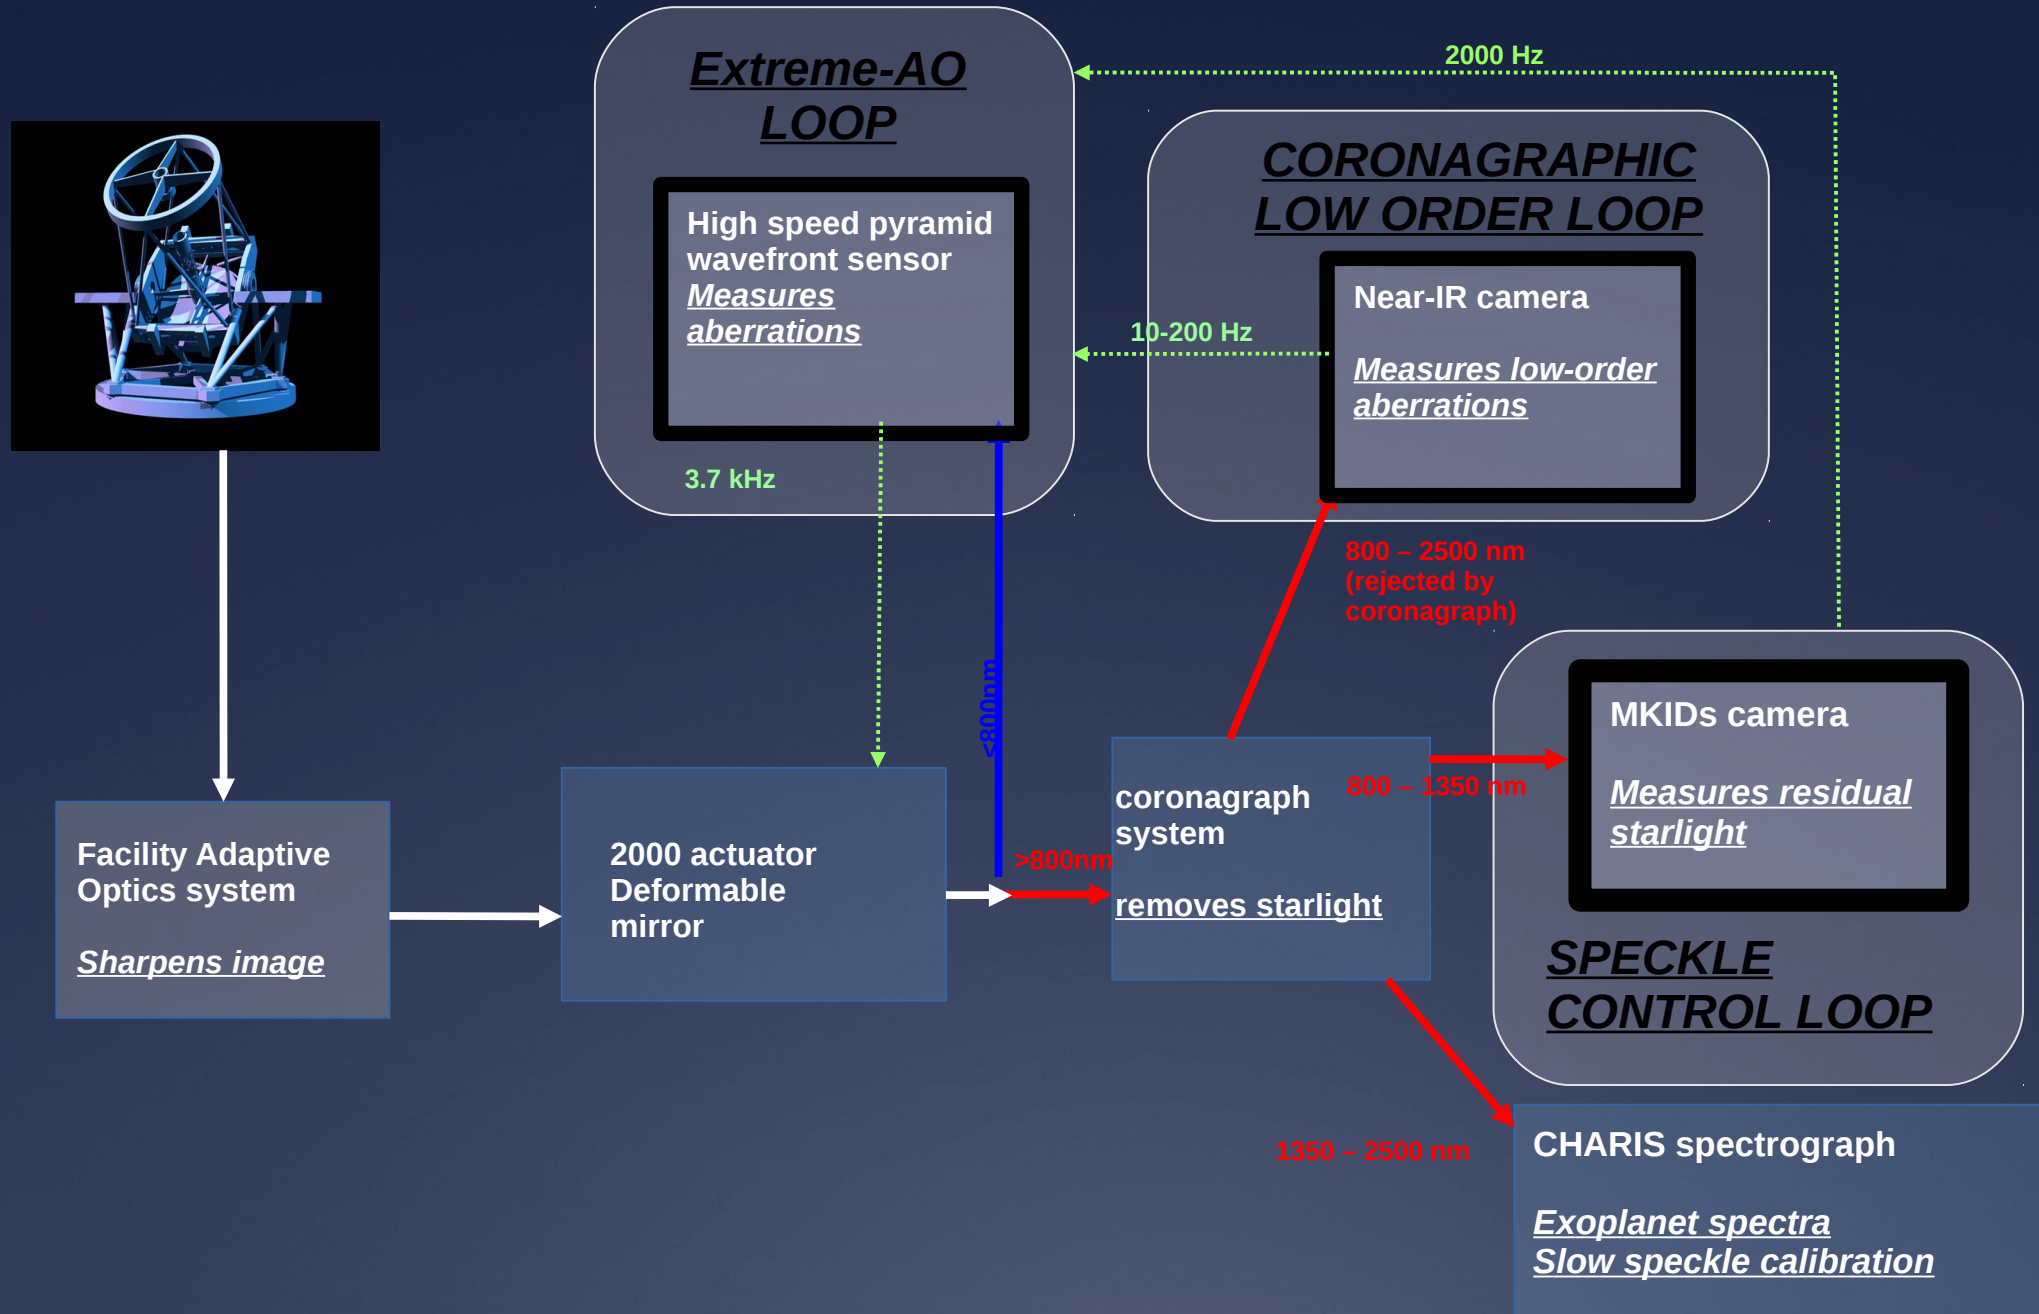 Extreme-AO
LOOP
High speed pyramid
wavefront sensor
Measures
aberrations
3.7 kHz
2000 Hz
CORONAGRAPHIC
LOW ORDER LOOP
Near-IR camera
Measures low-order
aberrations
10-200 Hz
800 – 2500 nm
(rejected by
coronagraph)
<800nm
>800nm
Facility Adaptive
Optics system
Sharpens image
2000 actuator
Deformable
mirror
coronagraph
system
removes starlight
800 – 1350 nm
MKIDs camera
Measures residual
starlight
SPECKLE
CONTROL LOOP
1350 – 2500 nm
CHARIS spectrograph
Exoplanet spectra
Slow speckle calibration